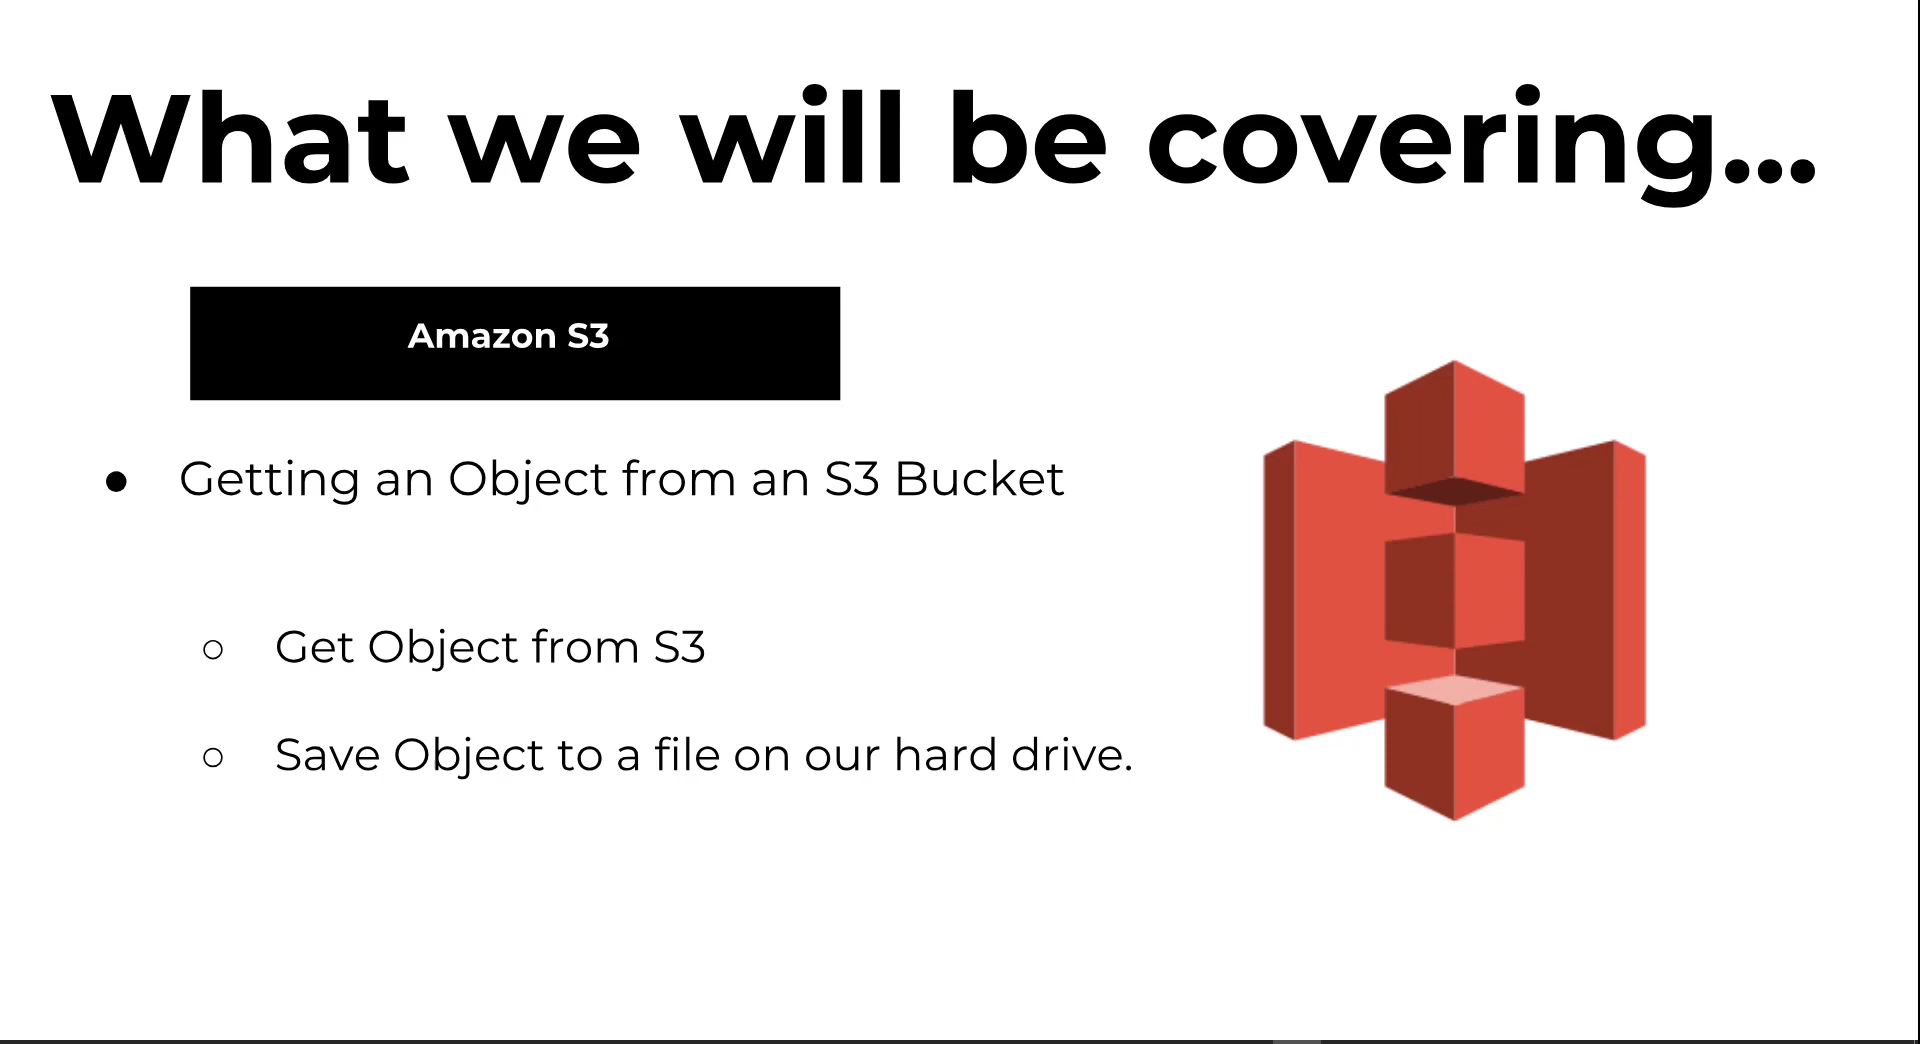 What we will be covering...
Amazon S3
● Getting an Object from an S3 Bucket
○ Get Object from S3
○ Save Object to a file on our hard drive.